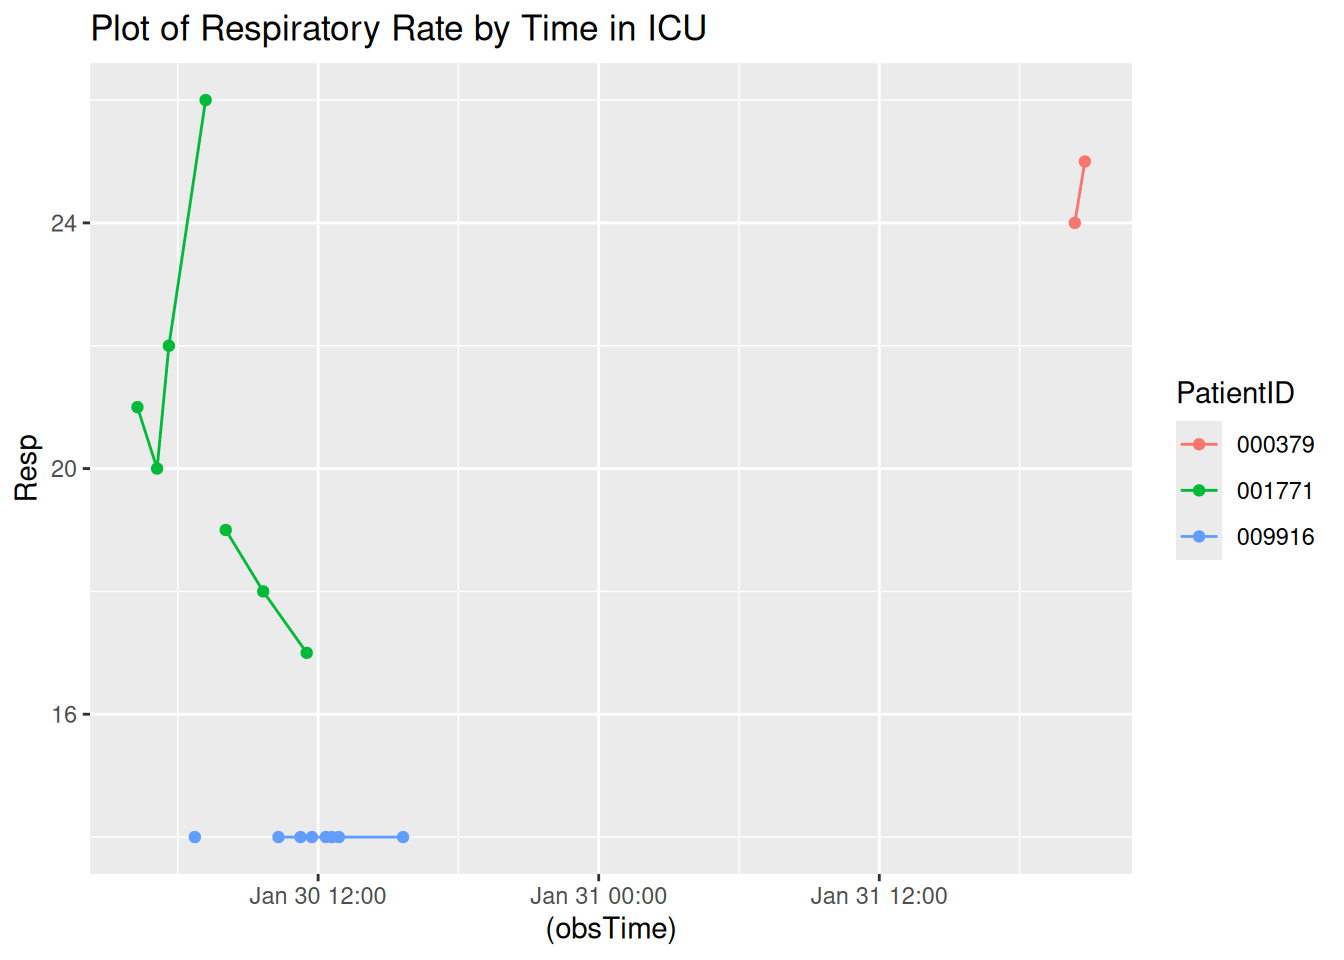 Plot of Respiratory Rate by Time in ICU
24
20
16
Resp
Jan 30 12:00
Jan 31 00:00
Jan 31 12:00
(obsTime)
PatientID
000379
001771
009916